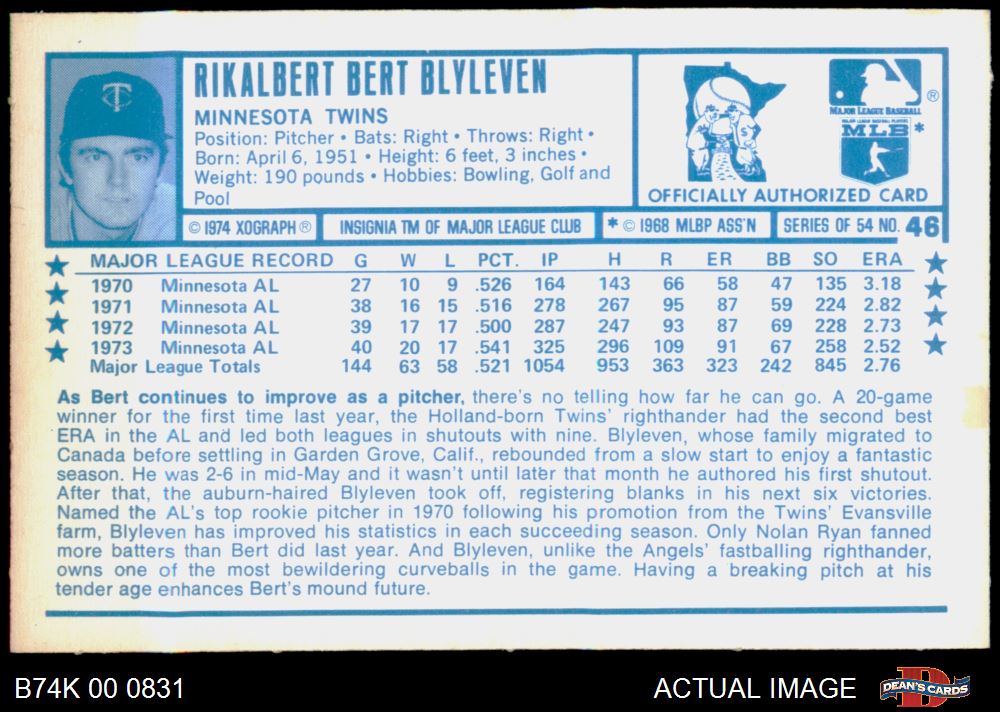 RIKALBERT BERT BLYLEVEN
MINNESOTA TWINS
Position: Pitcher • Bats: Right • Throws: Right •
Born: April 6, 1951 • Height: 6 feet, 3 inches •
Weight: 190 pounds • Hobbies: Bowling, Golf and
Pool
TC
MAJOR LEAGUE BASEBALL ®
MAJOR LEAGUE BASEBALL PLAYERS
MLB *
OFFICIALLY AUTHORIZED CARD
© 1974 XOGRAPH ® INSIGNIA TM OF MAJOR LEAGUE CLUB * © 1968 MLBP ASS'N SERIES OF 54 NO. 46
MAJOR LEAGUE RECORD G W L PCT. IP H R ER BB SO ERA
1970 Minnesota AL 27 10 9 .526 164 143 66 58 47 135 3.18
1971 Minnesota AL 38 16 15 .516 278 267 95 87 59 224 2.82
1972 Minnesota AL 39 17 17 .500 287 247 93 87 69 228 2.73
1973 Minnesota AL 40 20 17 .541 325 296 109 91 67 258 2.52
Major League Totals 144 63 58 .521 1054 953 363 323 242 845 2.76
As Bert continues to improve as a pitcher, there's no telling how far he can go. A 20-game
winner for the first time last year, the Holland-born Twins' righthander had the second best
ERA in the AL and led both leagues in shutouts with nine. Blyleven, whose family migrated to
Canada before settling in Garden Grove, Calif., rebounded from a slow start to enjoy a fantastic
season. He was 2-6 in mid-May and it wasn't until later that month he authored his first shutout.
After that, the auburn-haired Blyleven took off, registering blanks in his next six victories.
Named the AL's top rookie pitcher in 1970 following his promotion from the Twins' Evansville
farm, Blyleven has improved his statistics in each succeeding season. Only Nolan Ryan fanned
more batters than Bert did last year. And Blyleven, unlike the Angels' fastballing righthander,
owns one of the most bewildering curveballs in the game. Having a breaking pitch at his
tender age enhances Bert's mound future.
B74K 00 0831 ACTUAL IMAGE D DEAN'S CARDS